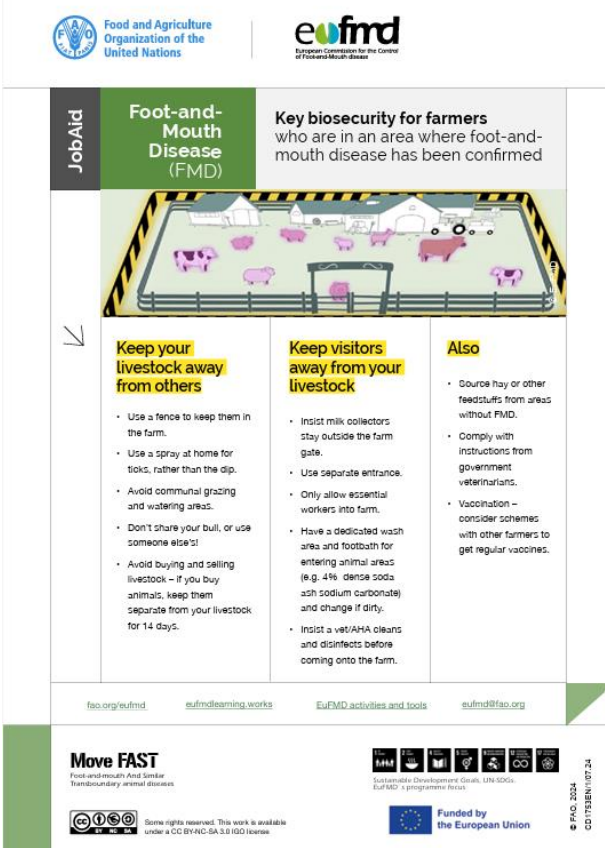 Food and Agriculture
Organization of the
United Nations
eufmd
European Commission for the Control
of Foot-and-Mouth disease
JobAid
Foot-and-
Mouth
Disease
(FMD)
Key biosecurity for farmers
who are in an area where foot-and-
mouth disease has been confirmed
Keep your
livestock away
from others
• Use a fence to keep them in
the farm.
• Use a spray at home for
ticks, rather than the dip.
• Avoid communal grazing
and watering areas.
• Don't share your bull, or use
someone else's!
• Avoid buying and selling
livestock – if you buy
animals, keep them
separate from your livestock
for 14 days.
Keep visitors
away from your
livestock
• Insist milk collectors
stay outside the farm
gate.
• Use separate entrance.
• Only allow essential
workers into farm.
• Have a dedicated wash
area and footbath for
entering animal areas
(e.g. 4% dense soda
ash sodium carbonate)
and change if dirty.
• Insist a vet/AHA cleans
and disinfects before
coming onto the farm.
Also
• Source hay or other
feedstuffs from areas
without FMD.
• Comply with
instructions from
government
veterinarians.
• Vaccination –
consider schemes
with other farmers to
get regular vaccines.
fao.org/eufmd
eufmdlearning.works
EuFMD activities and tools
eufmd@fao.org
Move FAST
Foot-and-mouth And Similar
Transboundary animal diseases
Sustainable Development Goals, UN-SDGs.
EuFMD´s programme focus
BY NC SA
Some rights reserved. This work is available
under a CC BY-NC-SA 3.0 IGO license
Funded by
the European Union
© FAO, 2024
CD1753EN/1/07.24